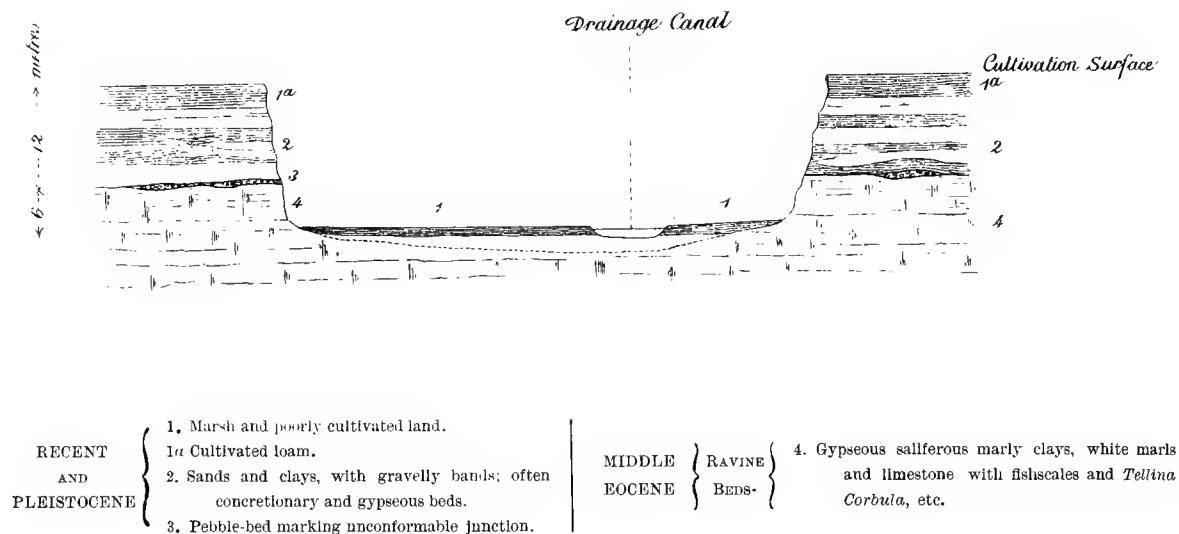 Drainage Canal
← 6 → ← --- 12 → metres
Cultivation Surface
1a
1a
2
2
3
4
1
1
4
RECENT
AND
PLEISTOCENE
1. Marsh and poorly cultivated land.
1a Cultivated loam.
2. Sands and clays, with gravelly bands; often
concretionary and gypseous beds.
3. Pebble-bed marking unconformable junction.
MIDDLE
EOCENE
RAVINE
BEDS-
4. Gypseous saliferous marly clays, white marls
and limestone with fishscales and Tellina
Corbula, etc.